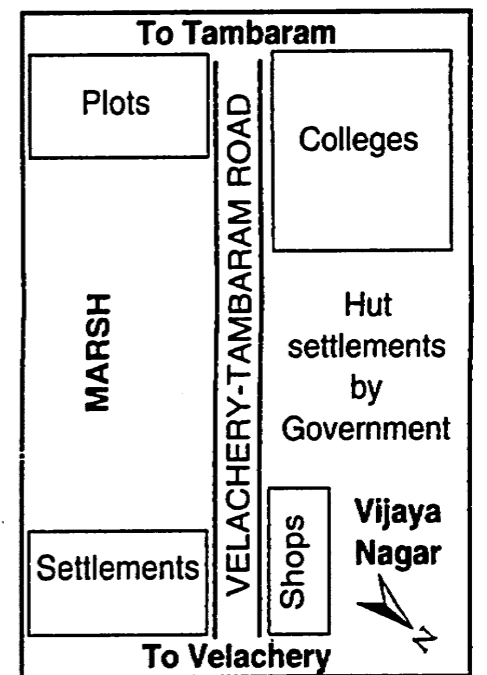 To Tambaram
Plots
Colleges
VELACHERY-TAMBARAM ROAD
MARSH
Hut
settlements
by
Government
Settlements
Shops
Vijaya
Nagar
N
To Velachery